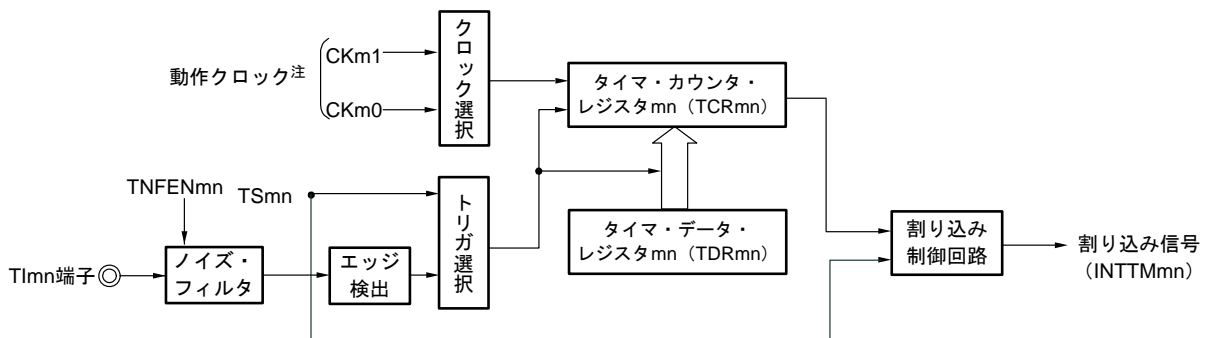 動作クロック注
CKm1
CKm0
クロック選択
タイマ・カウンタ・
レジスタmn（TCRmn）
TNFENmn
TSmn
トリガ選択
タイマ・データ・
レジスタmn（TDRmn）
TImn端子
ノイズ・
フィルタ
エッジ
検出
割り込み
制御回路
割り込み信号
（INTTMmn）